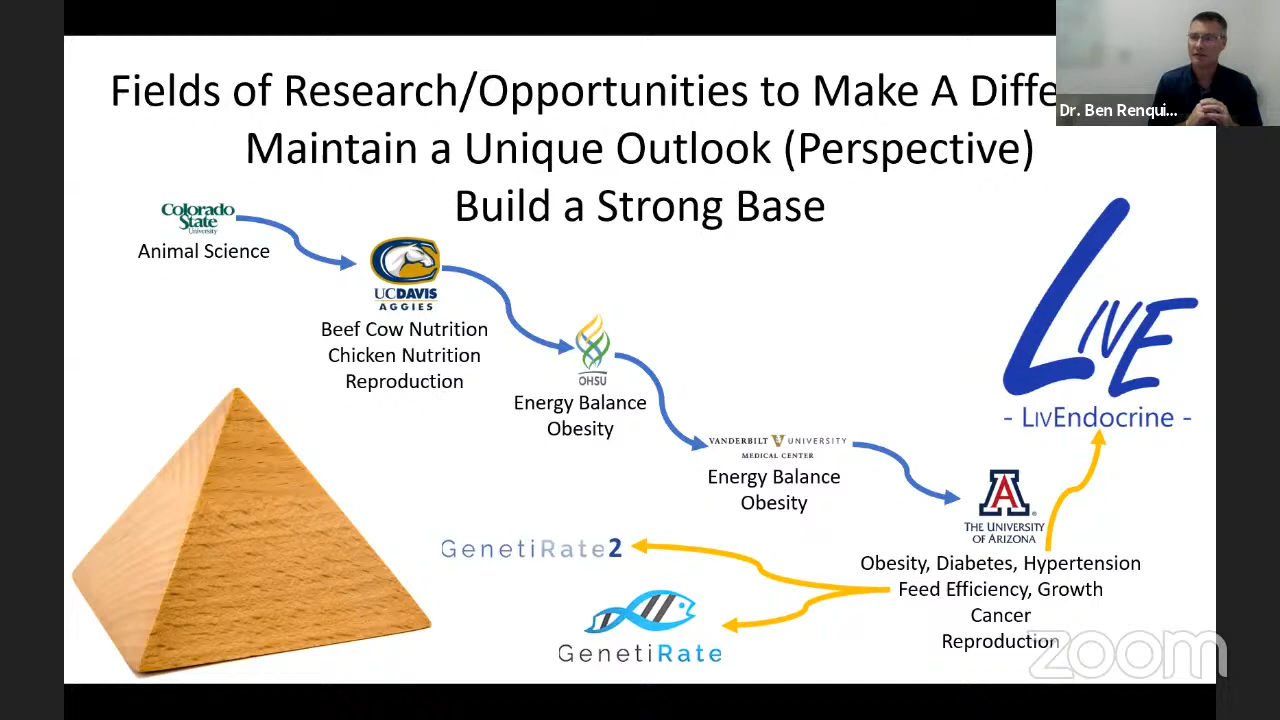 Fields of Research/Opportunities to Make A Diffe
Maintain a Unique Outlook (Perspective)
Build a Strong Base
Dr. Ben Renqui...
Colorado
State
University
Animal Science
UCDAVIS
AGGIES
Beef Cow Nutrition
Chicken Nutrition
Reproduction
OHSU
Energy Balance
Obesity
VANDERBILT V UNIVERSITY
MEDICAL CENTER
Energy Balance
Obesity
LIVE
- LIVENDOCRINE -
A
THE UNIVERSITY
OF ARIZONA
Obesity, Diabetes, Hypertension
Feed Efficiency, Growth
Cancer
Reproduction
GenetiRate2
GenetiRate
zoom